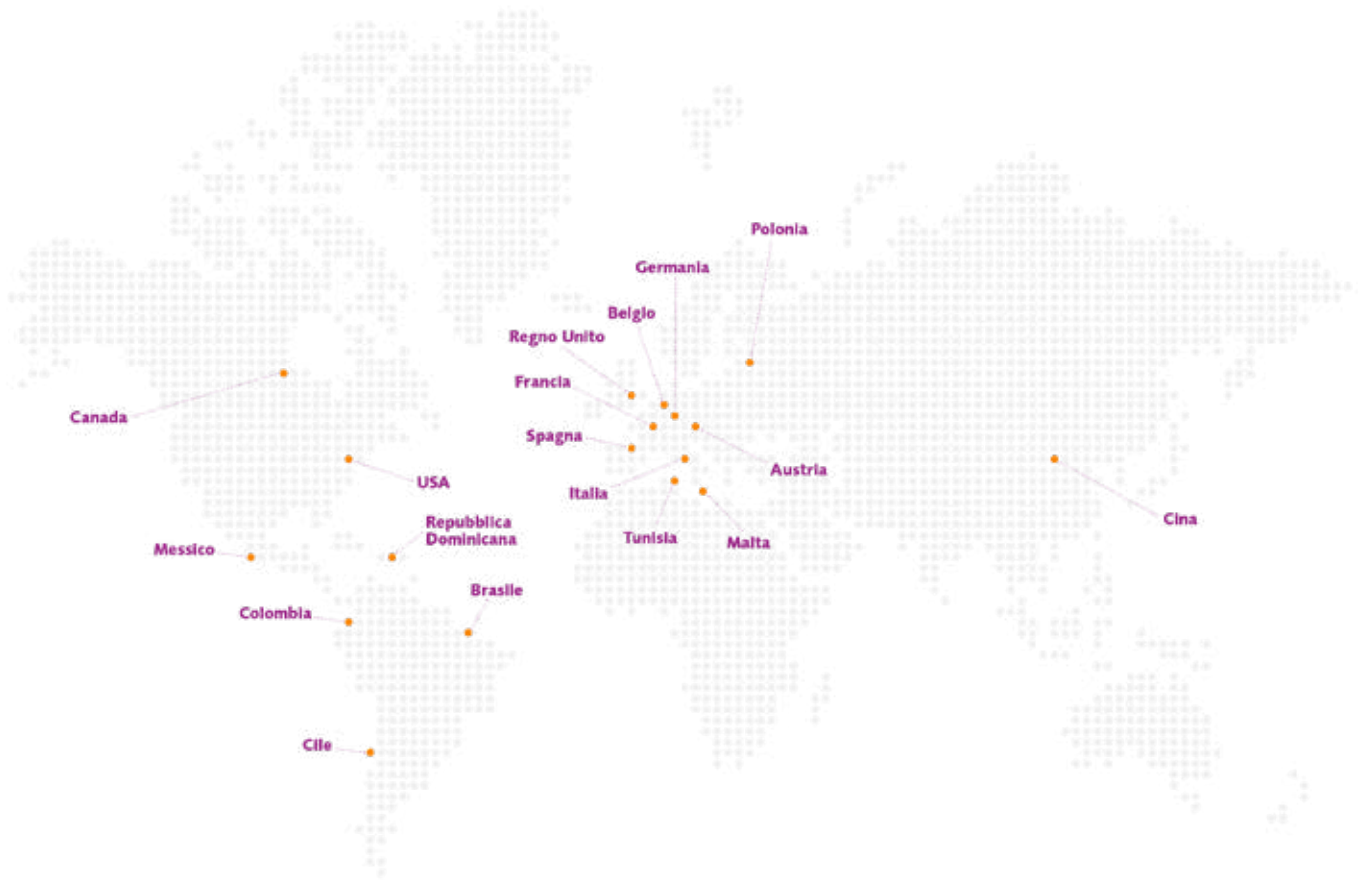 Polonia
Germania
Belgio
Regno Unito
Francia
Canada
Spagna
Austria
USA
Italia
Repubblica
Dominicana
Cina
Tunisia
Malta
Messico
Brasile
Colombia
Cile